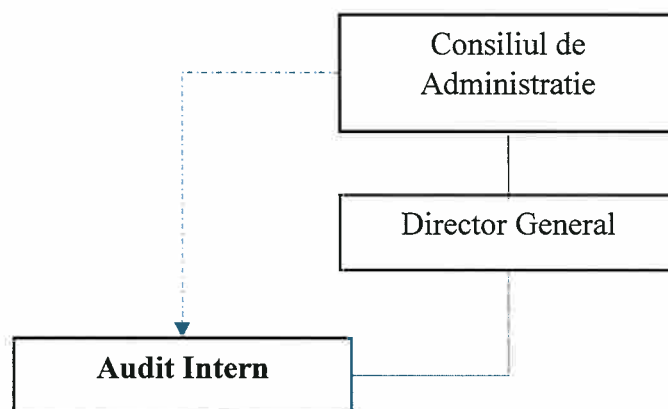 Consiliul de
Administratie
Director General
Audit Intern